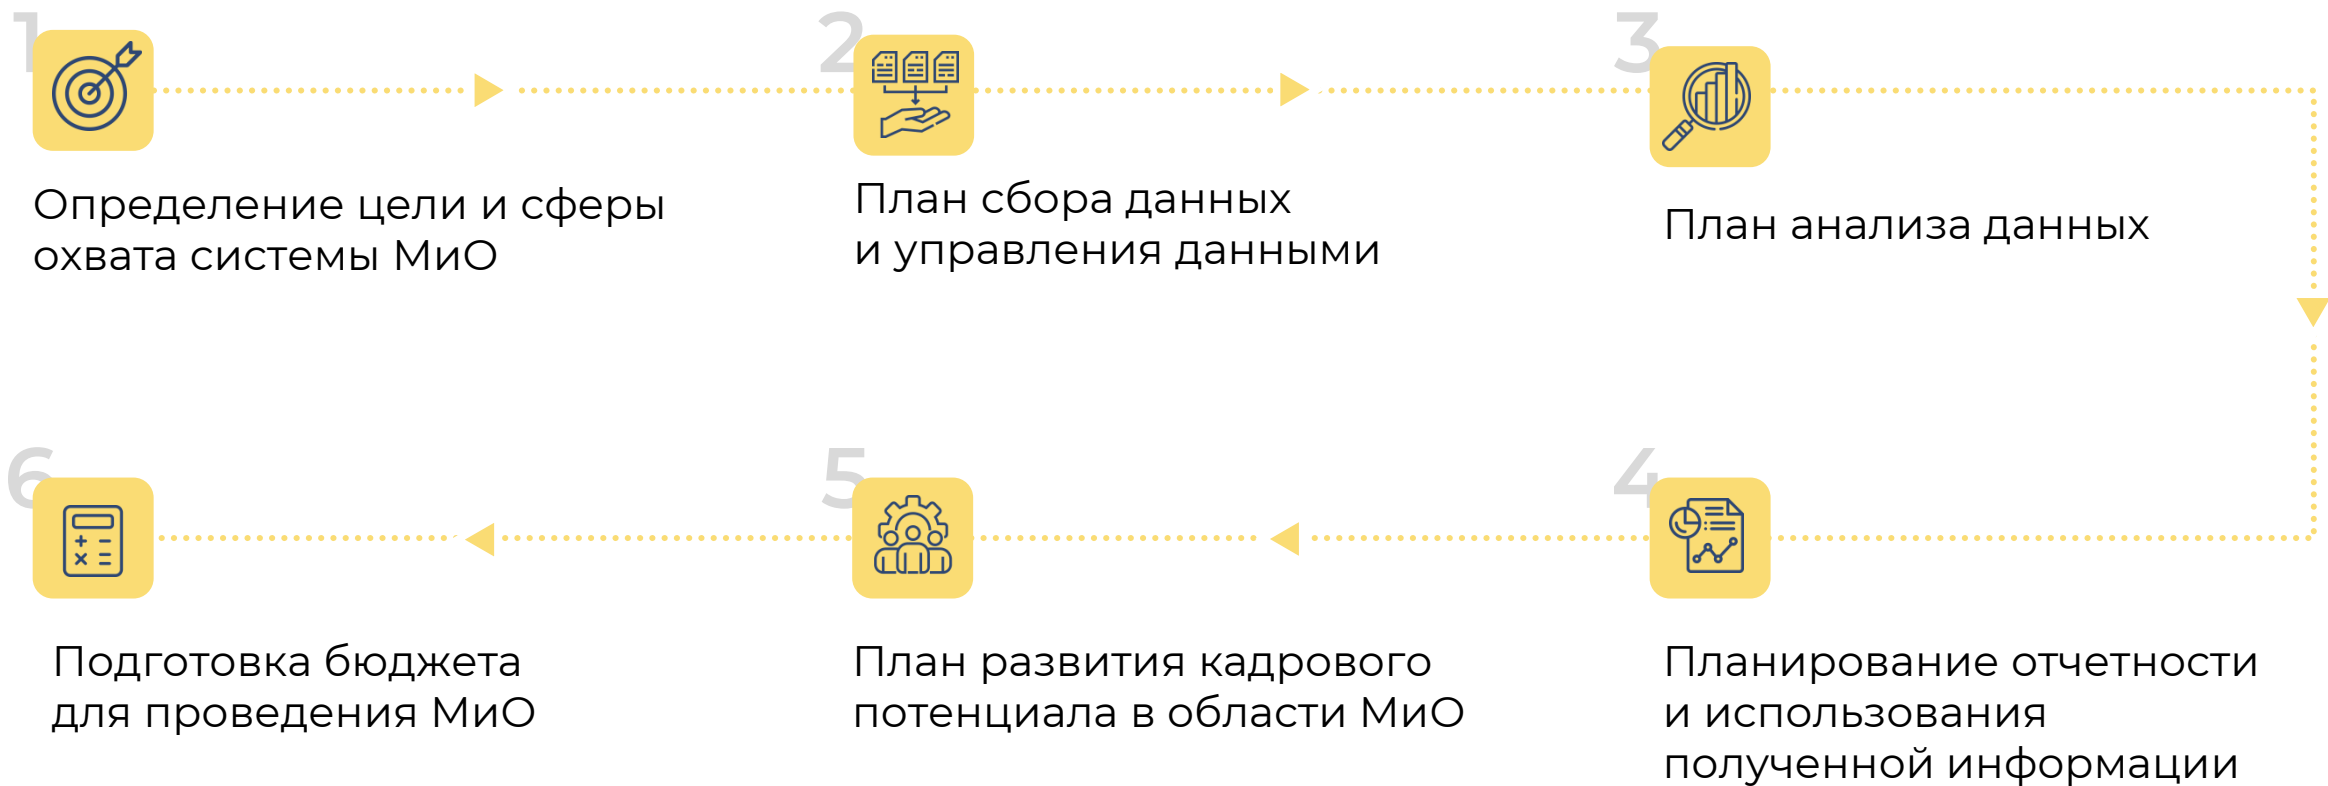 1
Определение цели и сферы
охвата системы МиО
2
План сбора данных
и управления данными
3
План анализа данных
4
Планирование отчетности
и использования
полученной информации
5
План развития кадрового
потенциала в области МиО
6
Подготовка бюджета
для проведения МиО